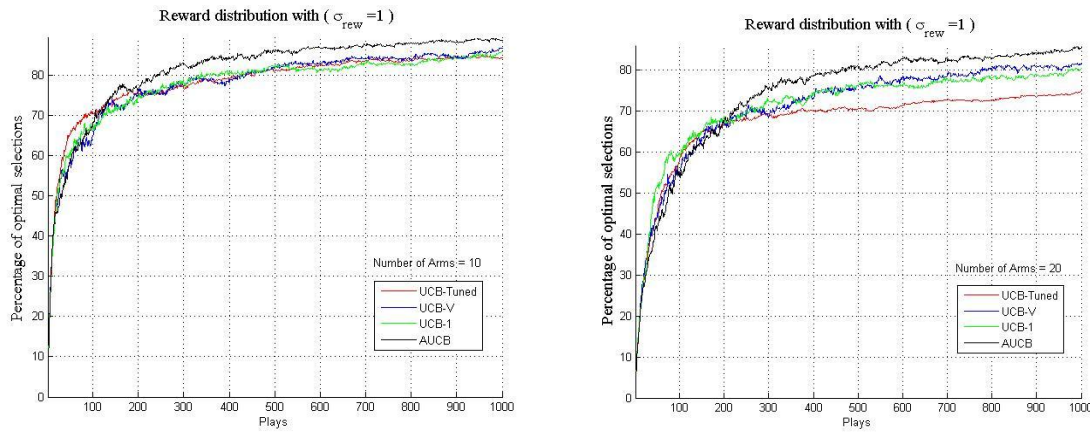 Reward distribution with ( σrew =1 )
Percentage of optimal selections
80
70
60
50
40
30
20
10
0
100 200 300 400 500 600 700 800 900 1000
Plays
Number of Arms = 10
UCB-Tuned
UCB-V
UCB-1
AUCB
Reward distribution with ( σrew =1 )
Percentage of optimal selections
80
70
60
50
40
30
20
10
0
100 200 300 400 500 600 700 800 900 1000
Plays
Number of Arms = 20
UCB-Tuned
UCB-V
UCB-1
AUCB